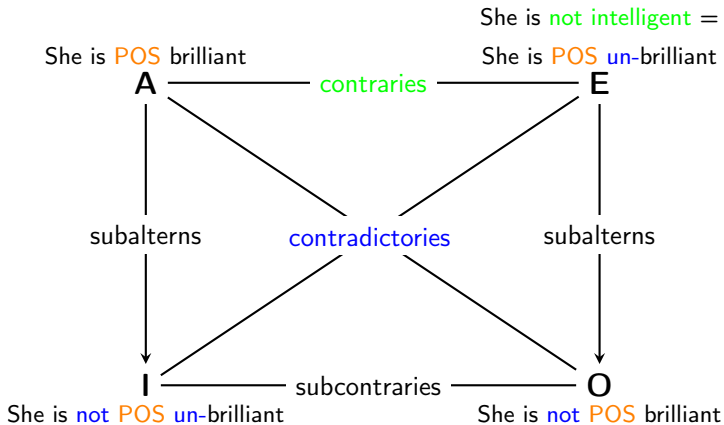 She is not intelligent =
She is POS brilliant
She is POS un-brilliant
A
contraries
E
subalterns
contradictories
subalterns
I
subcontraries
O
She is not POS un-brilliant
She is not POS brilliant